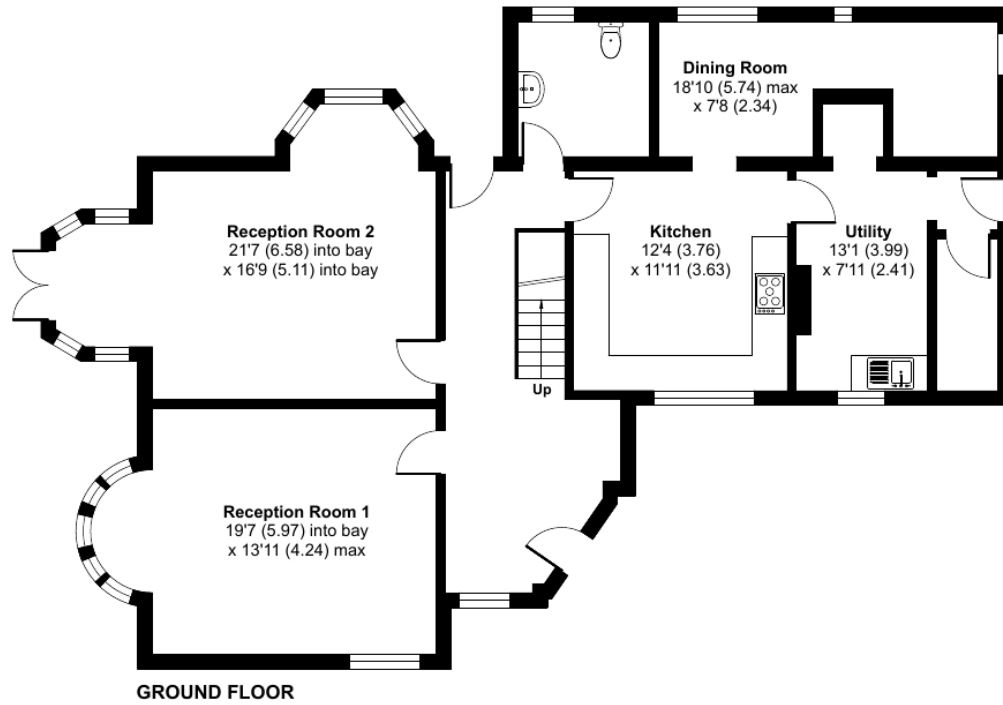 Dining Room
18'10 (5.74) max
x 7'8 (2.34)
Reception Room 2
21'7 (6.58) into bay
x 16'9 (5.11) into bay
Kitchen
12'4 (3.76)
x 11'11 (3.63)
Utility
13'1 (3.99)
x 7'11 (2.41)
Up
Reception Room 1
19'7 (5.97) into bay
x 13'11 (4.24) max
GROUND FLOOR